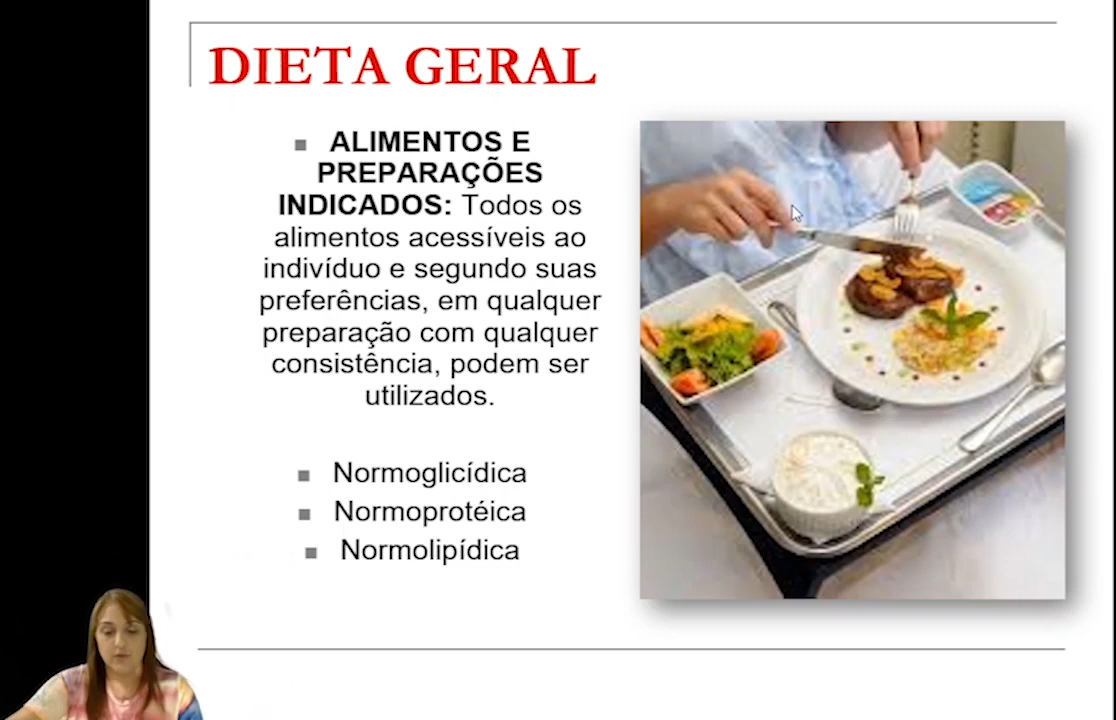 DIETA GERAL
ALIMENTOS E
PREPARAÇÕES
INDICADOS: Todos os
alimentos acessíveis ao
indivíduo e segundo suas
preferências, em qualquer
preparação com qualquer
consistência, podem ser
utilizados.
Normoglicídica
Normoprotéica
Normolipídica